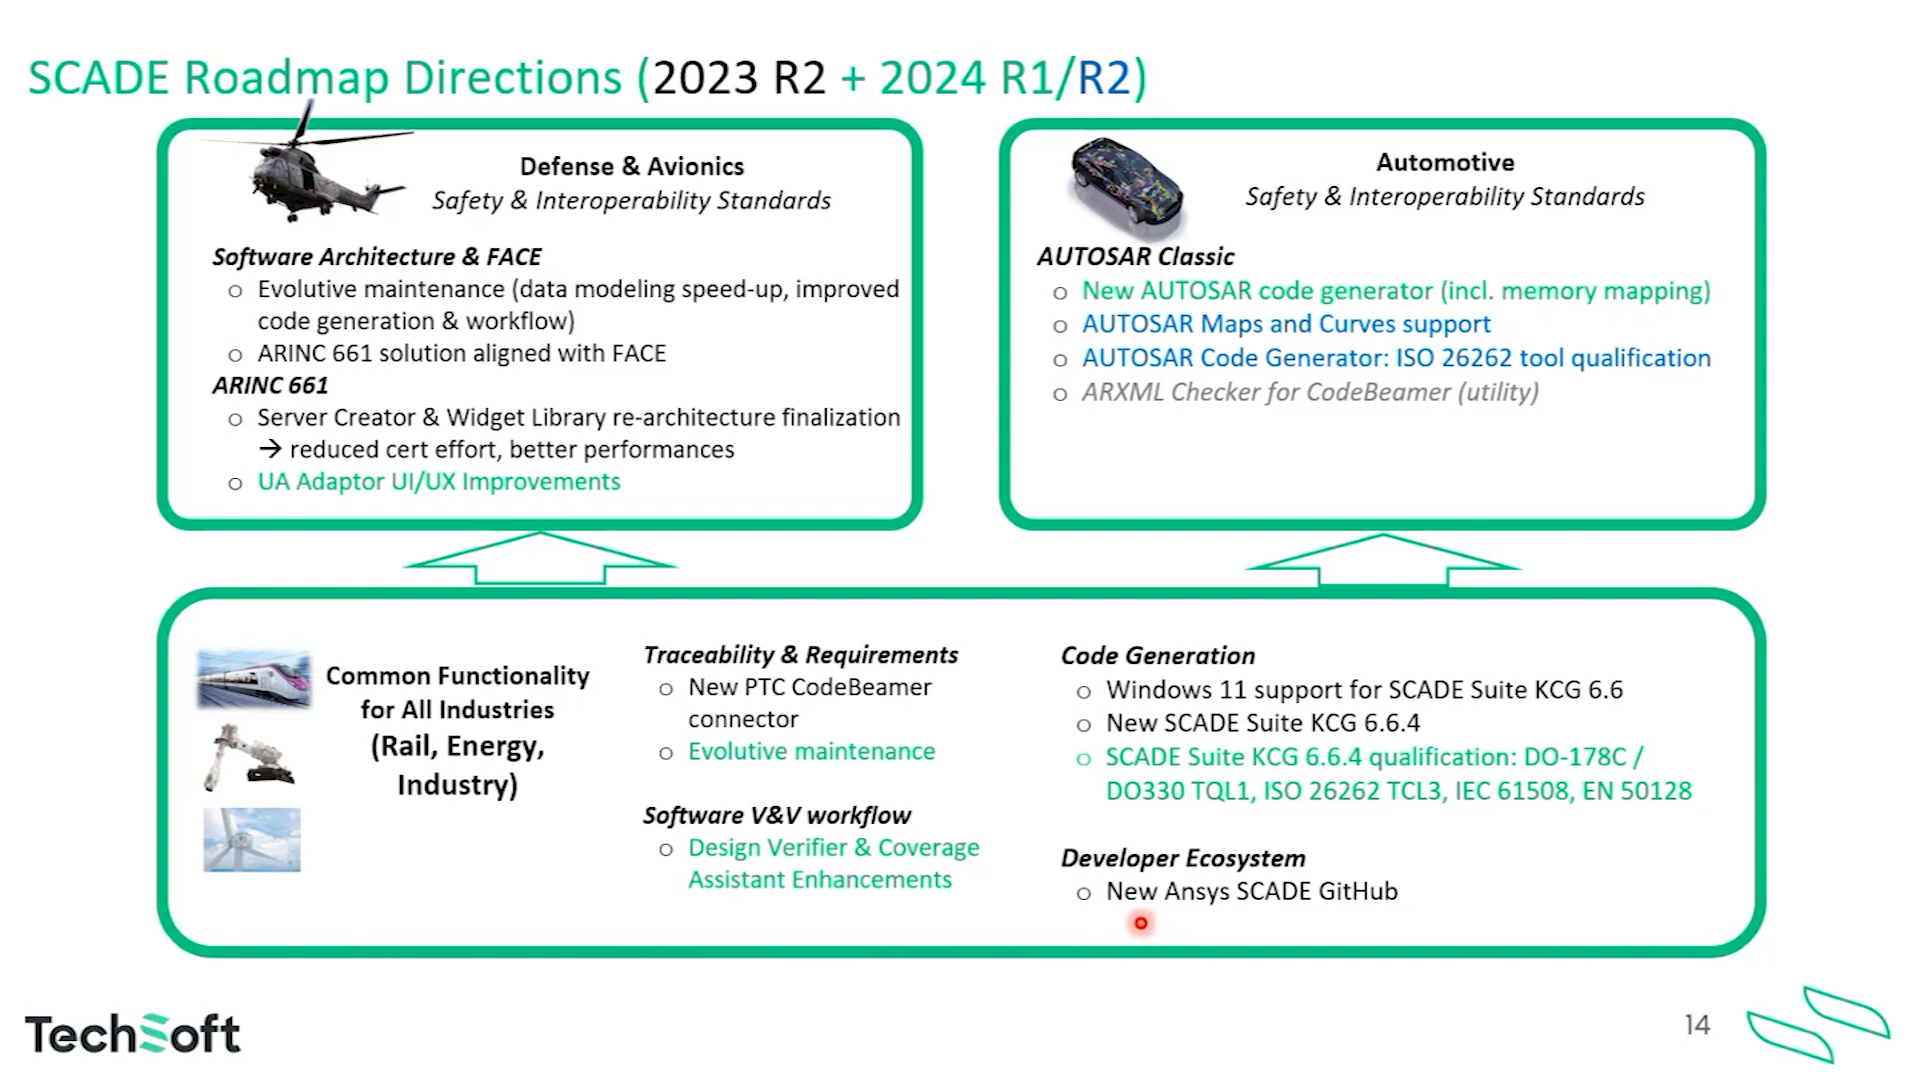 SCADE Roadmap Directions (2023 R2 + 2024 R1/R2)
Defense & Avionics
Safety & Interoperability Standards
Software Architecture & FACE
o Evolutive maintenance (data modeling speed-up, improved
code generation & workflow)
o ARINC 661 solution aligned with FACE
ARINC 661
o Server Creator & Widget Library re-architecture finalization
→ reduced cert effort, better performances
o UA Adaptor UI/UX Improvements
Automotive
Safety & Interoperability Standards
AUTOSAR Classic
o New AUTOSAR code generator (incl. memory mapping)
o AUTOSAR Maps and Curves support
o AUTOSAR Code Generator: ISO 26262 tool qualification
o ARXML Checker for CodeBeamer (utility)
Common Functionality
for All Industries
(Rail, Energy,
Industry)
Traceability & Requirements
o New PTC CodeBeamer
connector
o Evolutive maintenance
Software V&V workflow
o Design Verifier & Coverage
Assistant Enhancements
Code Generation
o Windows 11 support for SCADE Suite KCG 6.6
o New SCADE Suite KCG 6.6.4
o SCADE Suite KCG 6.6.4 qualification: DO-178C /
DO330 TQL1, ISO 26262 TCL3, IEC 61508, EN 50128
Developer Ecosystem
o New Ansys SCADE GitHub
TechSoft
14